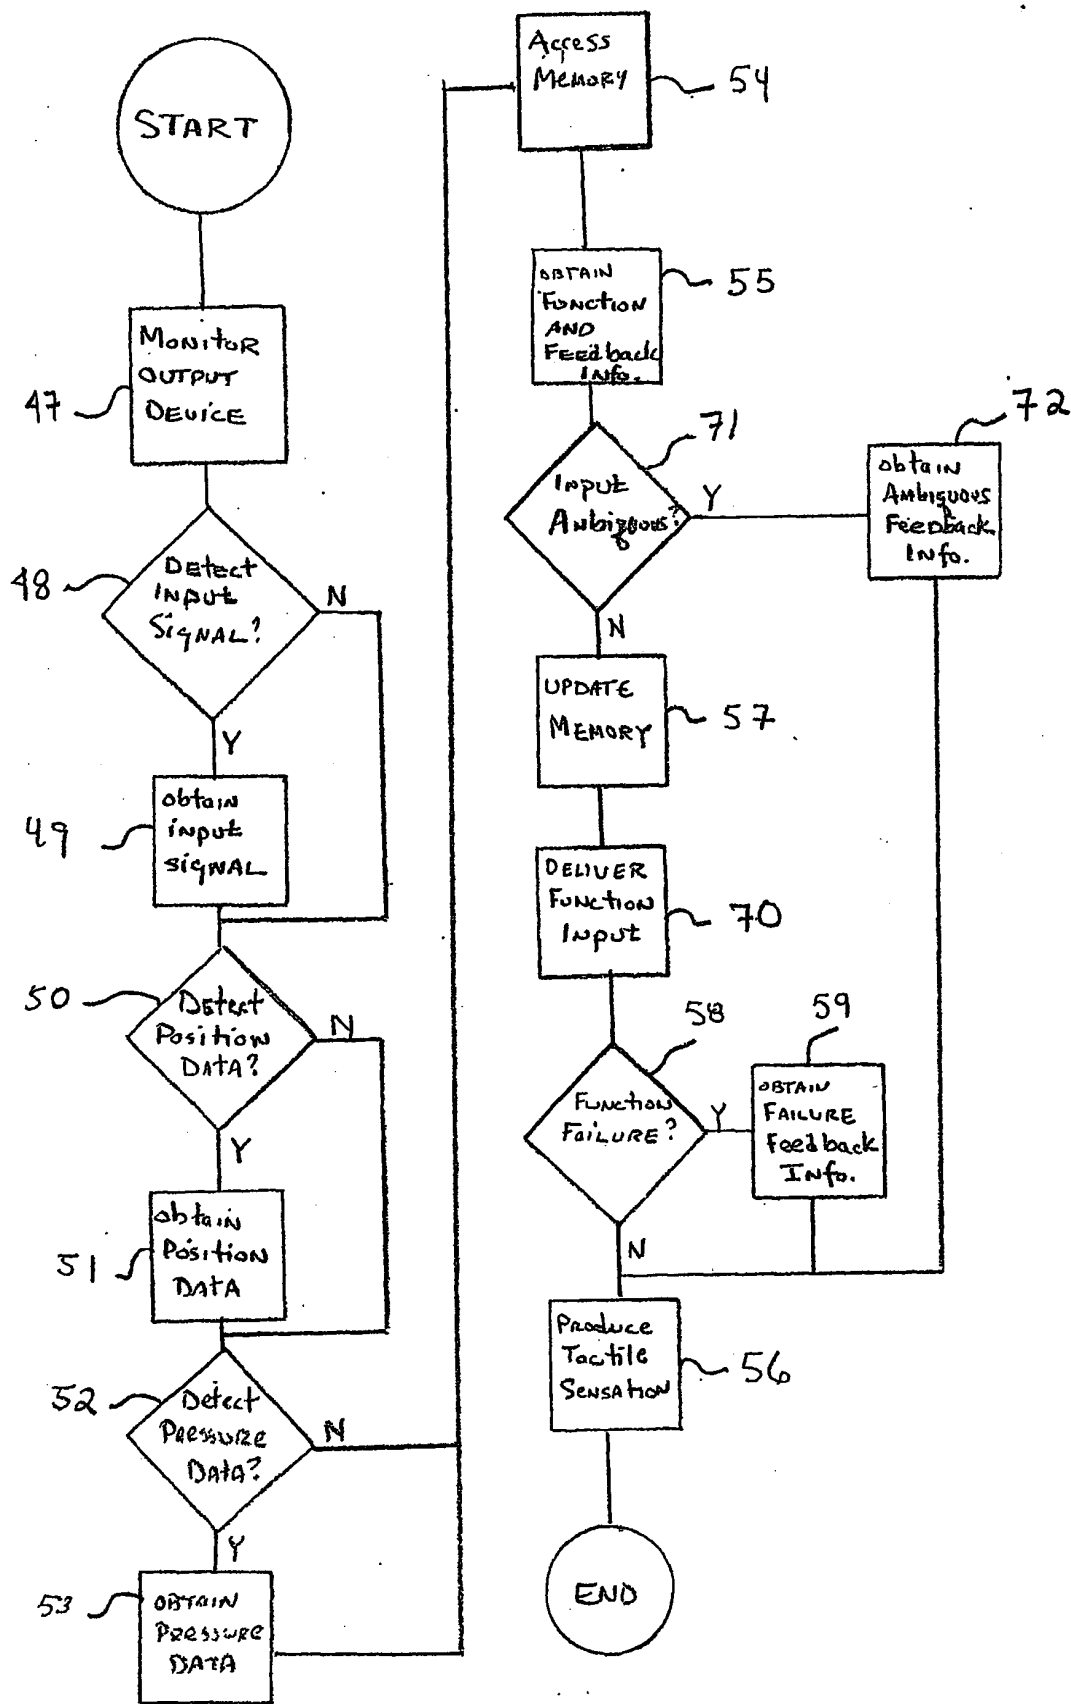 START
MONITOR
OUTPUT
DEVICE
47
DETECT
INPUT
SIGNAL?
48
N
Y
obtain
input
SIGNAL
49
Detect
POSITION
DATA?
50
N
Y
obtain
Position
DATA
51
Detect
PRESSURE
DATA?
52
N
Y
OBTAIN
PRESSURE
DATA
53
Access
MEMORY
54
OBTAIN
Function
AND
Feedback
Info.
55
INPUT
Ambiguous?
71
Y
N
obtain
Ambiguous
Feedback
Info.
72
UPDATE
MEMORY
57
DELIVER
Function
Input
70
FUNCTION
FAILURE?
58
Y
N
OBTAIN
FAILURE
Feedback
INfo.
59
Produce
Tactile
SENSATION
56
END